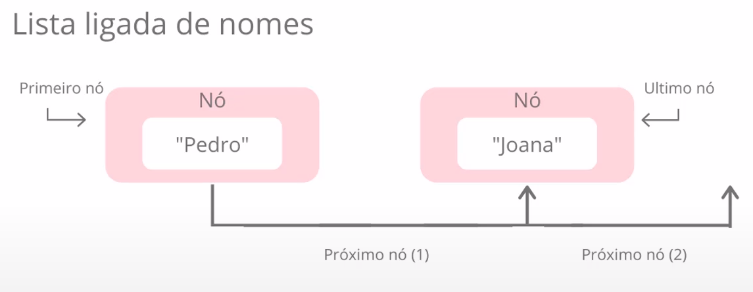 Lista ligada de nomes
Primeiro nó
Nó
"Pedro"
Nó
"Joana"
Ultimo nó
Próximo nó (1)
Próximo nó (2)